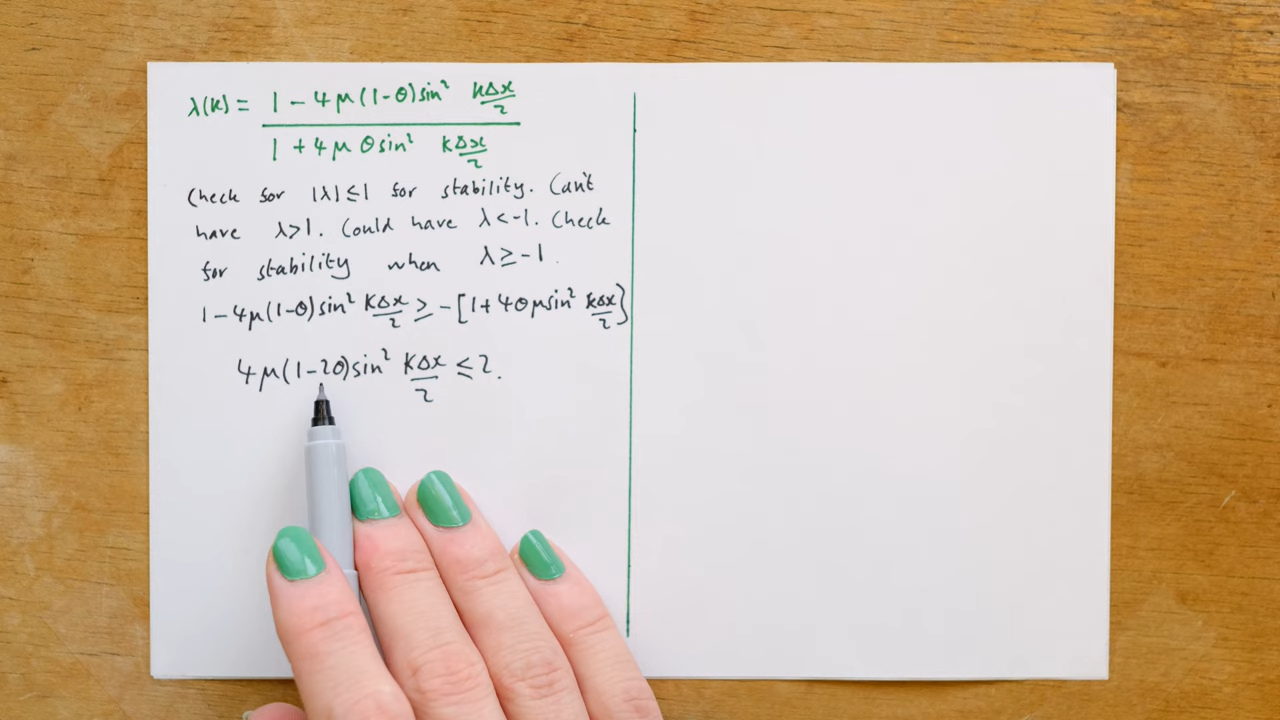 λ(k) = 1 - 4μ(1-θ)sin² kΔx/2 / 1 + 4μ θsin² kΔx/2
Check for |λ| ≤ 1 for stability. Can't
have λ>1. Could have λ<-1. Check
for stability when λ ≥ -1.
1 - 4μ(1-θ)sin² kΔx/2 ≥ -[1 + 4θμsin² kΔx/2}
4μ(1-2θ)sin² kΔx/2 ≤ 2.